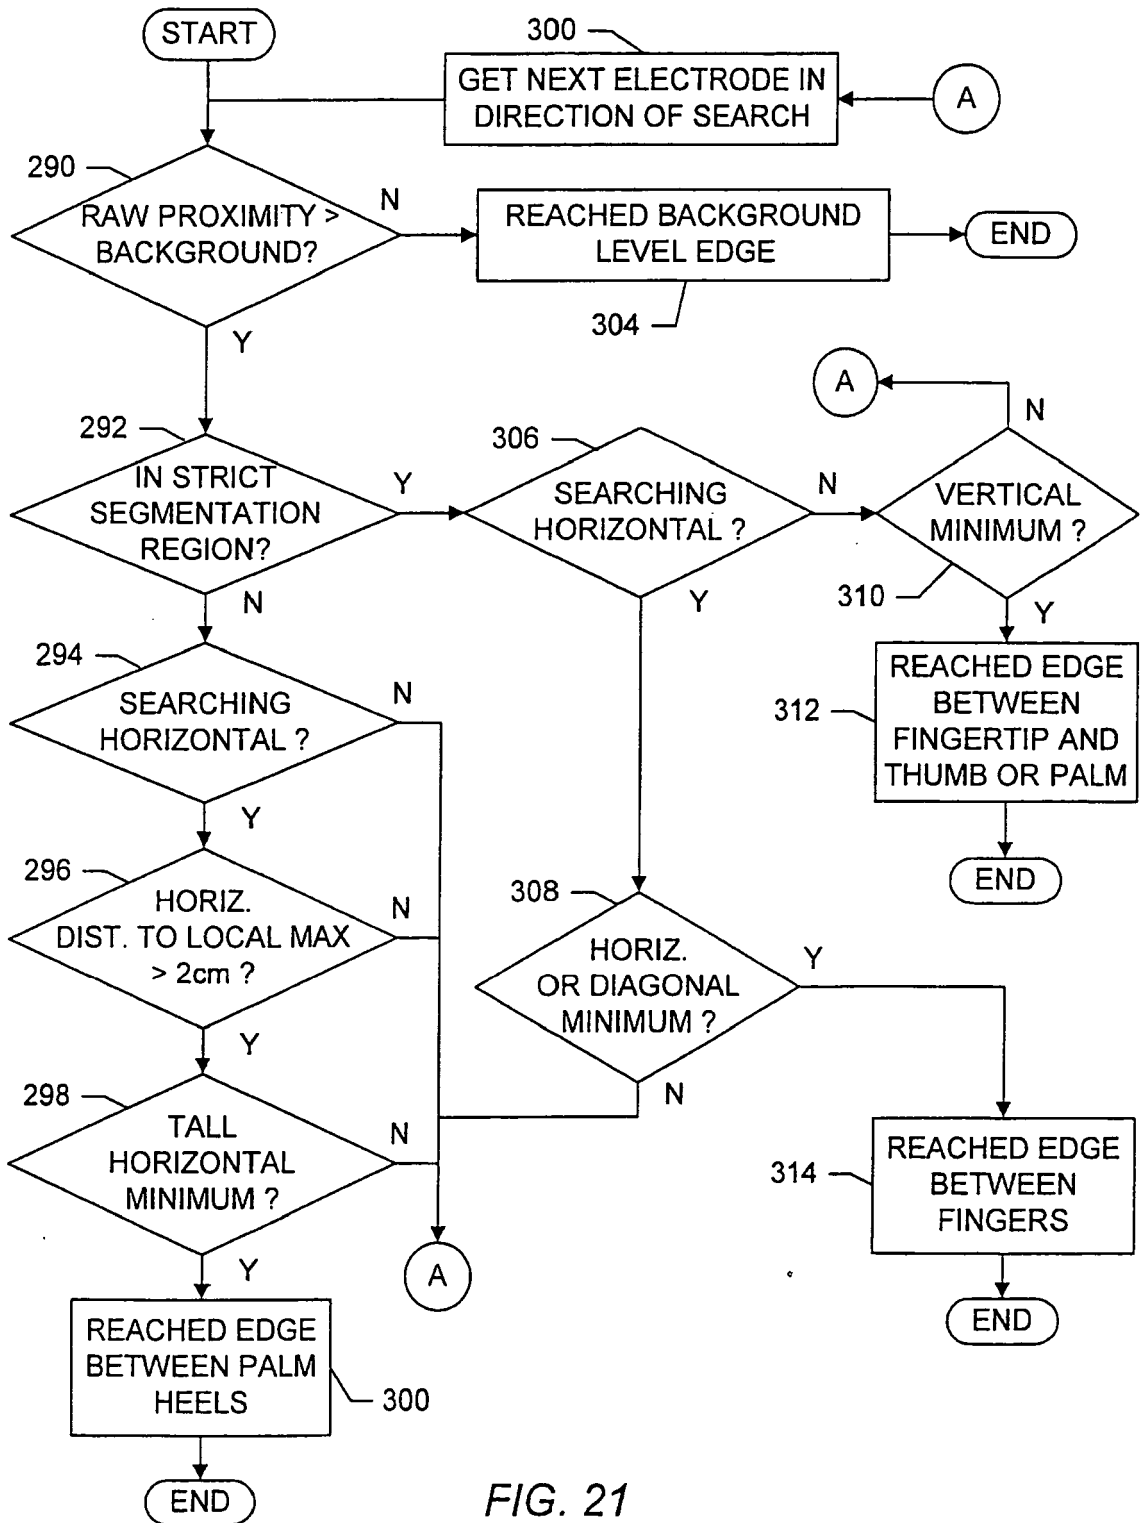 START
300
GET NEXT ELECTRODE IN
DIRECTION OF SEARCH
A
290
RAW PROXIMITY >
BACKGROUND?
N
REACHED BACKGROUND
LEVEL EDGE
END
304
Y
A
N
292
IN STRICT
SEGMENTATION
REGION?
Y
306
SEARCHING
HORIZONTAL ?
N
VERTICAL
MINIMUM ?
310
N
Y
Y
294
SEARCHING
HORIZONTAL ?
N
312
REACHED EDGE
BETWEEN
FINGERTIP AND
THUMB OR PALM
Y
END
296
HORIZ.
DIST. TO LOCAL MAX
> 2cm ?
N
308
HORIZ.
OR DIAGONAL
MINIMUM ?
Y
Y
N
298
TALL
HORIZONTAL
MINIMUM ?
N
314
REACHED EDGE
BETWEEN
FINGERS
Y
A
END
REACHED EDGE
BETWEEN PALM
HEELS
300
END
FIG. 21